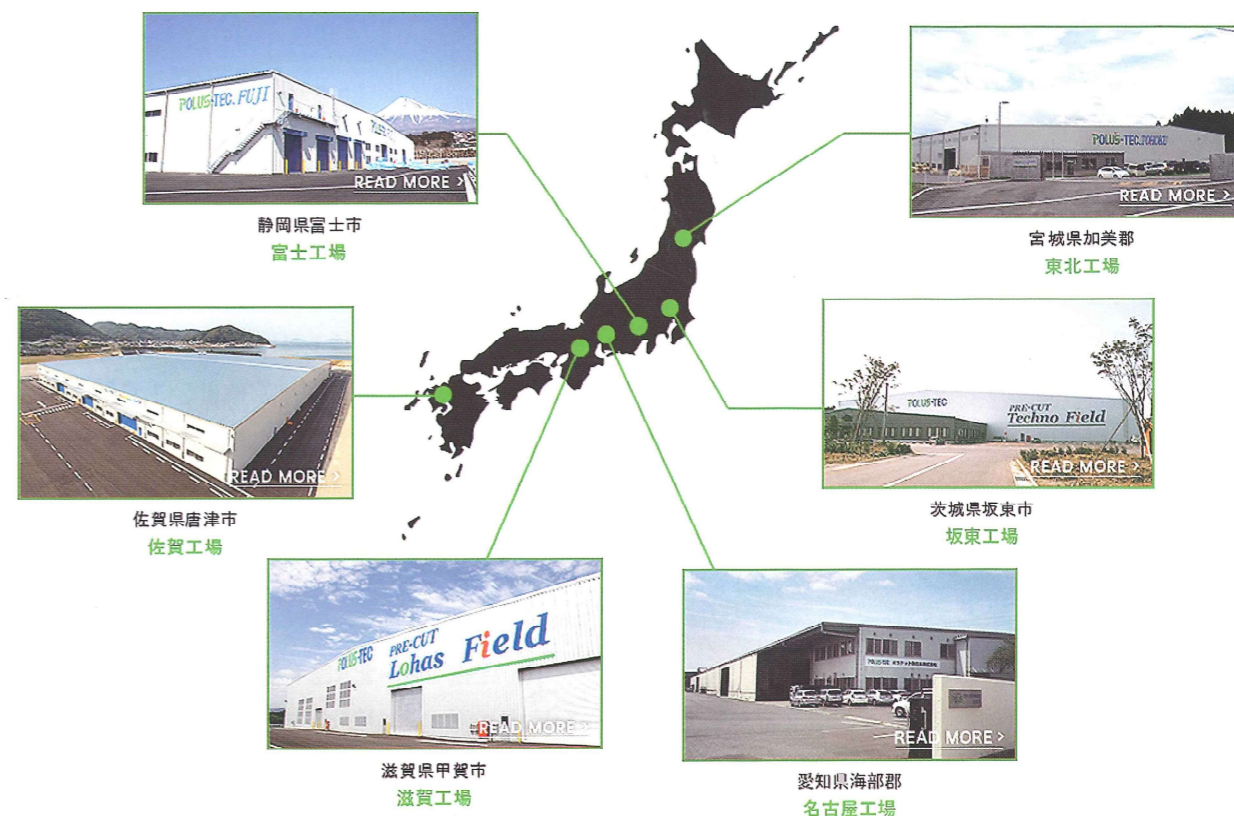 POLUS-TEC.FUJI
POLUS
READ MORE >
静岡県富士市
富士工場
POLUS-TEC.TOHOKU
READ MORE >
宮城県加美郡
東北工場
READ MORE >
佐賀県唐津市
佐賀工場
POLUS-TEC
PRE-CUT
Techno Field
READ MORE >
茨城県坂東市
坂東工場
POLUS-TEC
PRE-CUT
Lohas Field
READ MORE >
滋賀県甲賀市
滋賀工場
POLUS-TEC
READ MORE >
愛知県海部郡
名古屋工場